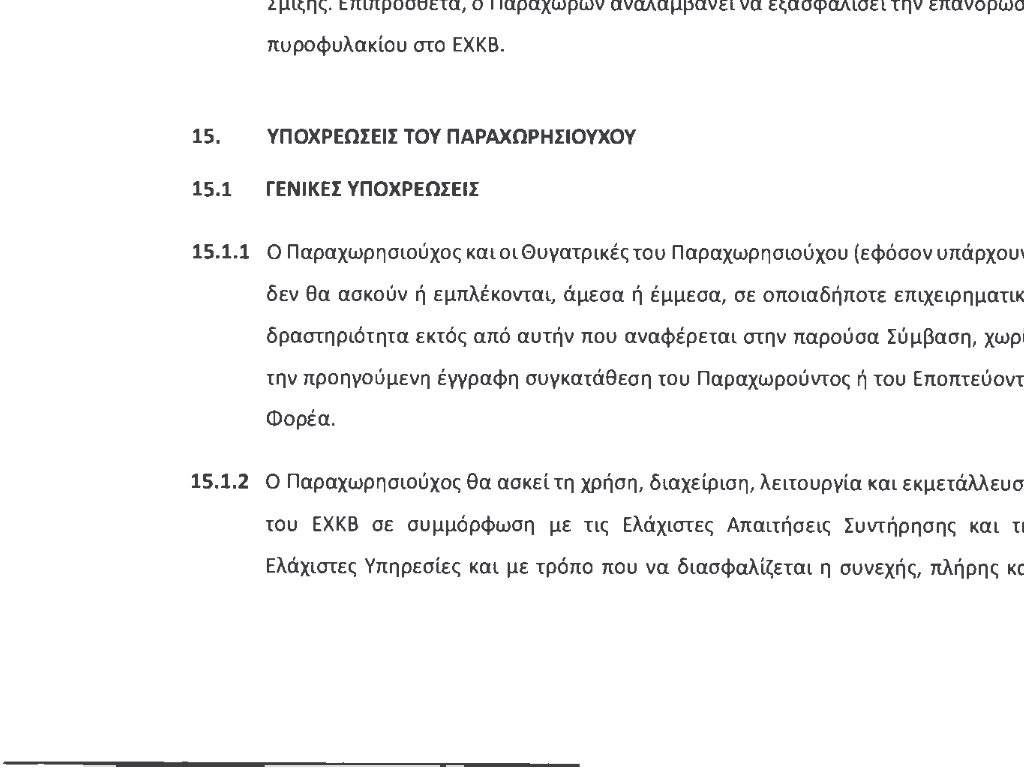 Σμίξης. Επιπρόσθετα, ο Παραχωρών αναλαμβάνει να εξασφαλίσει την
πυροφυλακίου στο ΕΧΚΒ.
15. ΥΠΟΧΡΕΩΣΕΙΣ ΤΟΥ ΠΑΡΑΧΩΡΗΣΙΟΥΧΟΥ
15.1 ΓΕΝΙΚΕΣ ΥΠΟΧΡΕΩΣΕΙΣ
15.1.1 Ο Παραχωρησιούχος και οι Θυγατρικές του Παραχωρησιούχου (εφόσον υπάρχουν
δεν θα ασκούν ή εμπλέκονται, άμεσα ή έμμεσα, σε οποιαδήποτε επιχειρηματικ
δραστηριότητα εκτός από αυτήν που αναφέρεται στην παρούσα Σύμβαση, χωρί
την προηγούμενη έγγραφη συγκατάθεση του Παραχωρούντος ή του Εποπτεύοντ
Φορέα.
15.1.2 Ο Παραχωρησιούχος θα ασκεί τη χρήση, διαχείριση, λειτουργία και εκμετάλλευσ
του ΕΧΚΒ σε συμμόρφωση με τις Ελάχιστες Απαιτήσεις Συντήρησης και τι
Ελάχιστες Υπηρεσίες και με τρόπο που να διασφαλίζεται η συνεχής, πλήρης κα